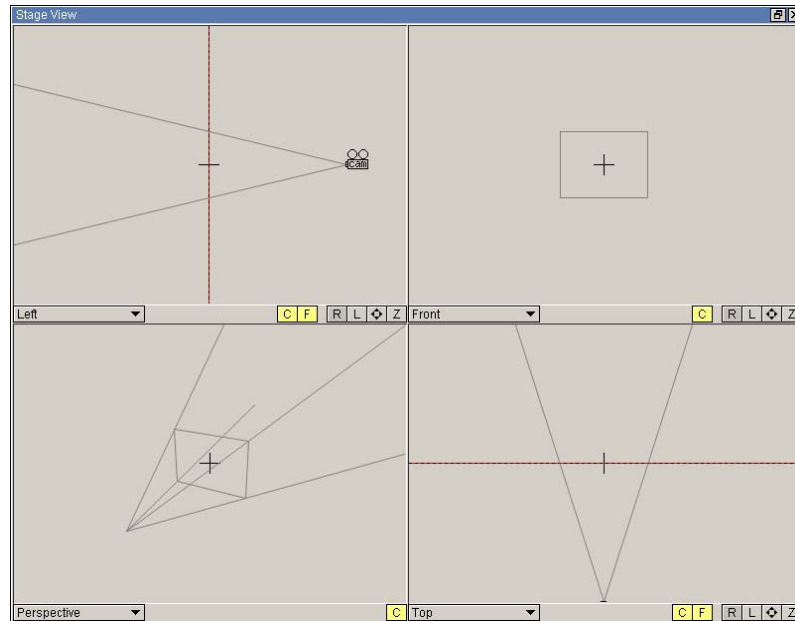 Stage View
cam
Left C F R L Z
Front C R L Z
Perspective C
Top C F R L Z